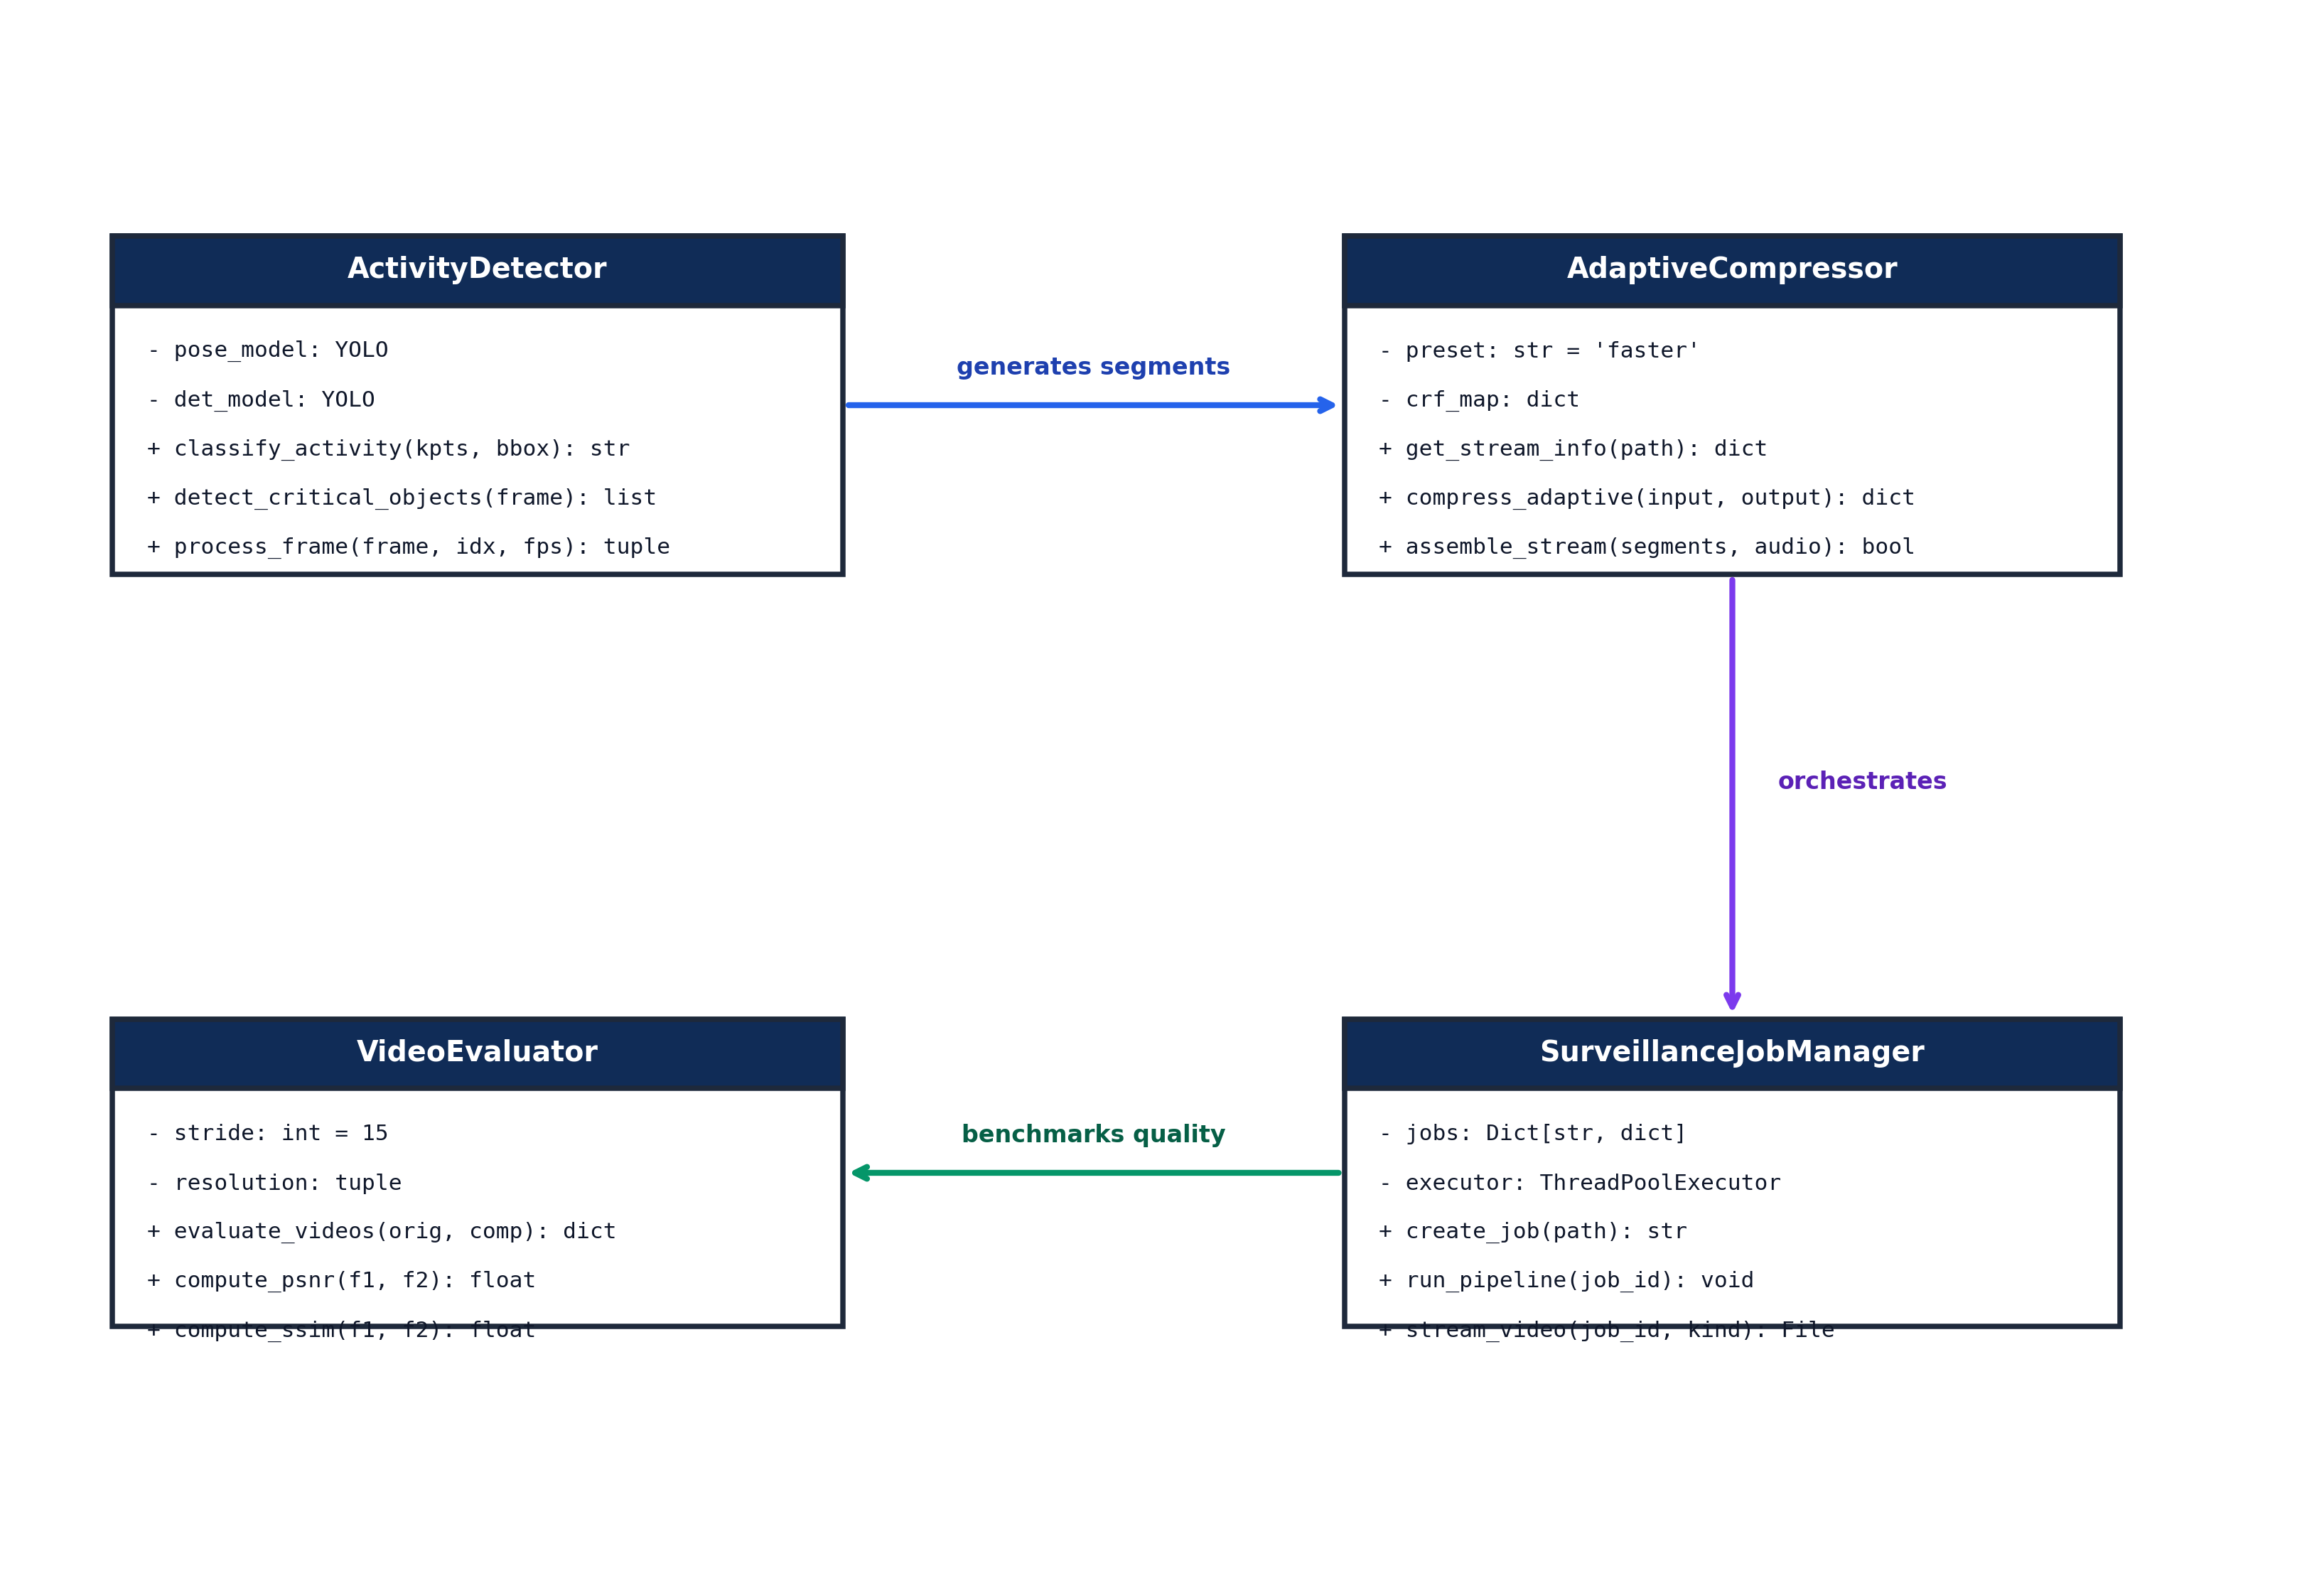 ActivityDetector
- pose_model: YOLO
- det_model: YOLO
+ classify_activity(kpts, bbox): str
+ detect_critical_objects(frame): list
+ process_frame(frame, idx, fps): tuple
generates segments
AdaptiveCompressor
- preset: str = 'faster'
- crf_map: dict
+ get_stream_info(path): dict
+ compress_adaptive(input, output): dict
+ assemble_stream(segments, audio): bool
orchestrates
VideoEvaluator
- stride: int = 15
- resolution: tuple
+ evaluate_videos(orig, comp): dict
+ compute_psnr(f1, f2): float
+ compute_ssim(f1, f2): float
benchmarks quality
SurveillanceJobManager
- jobs: Dict[str, dict]
- executor: ThreadPoolExecutor
+ create_job(path): str
+ run_pipeline(job_id): void
+ stream_video(job_id, kind): File